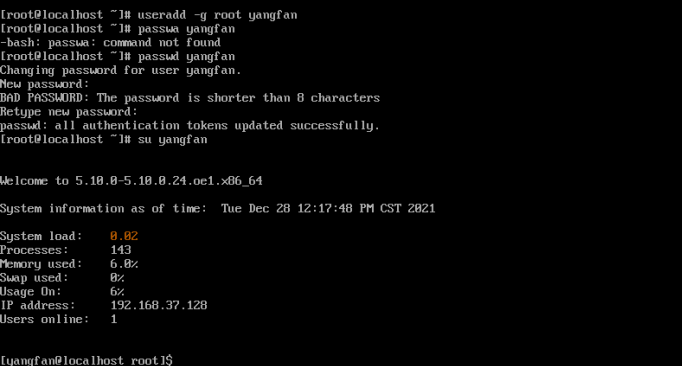 [root@localhost ~]# useradd -g root yangfan
[root@localhost ~]# passwa yangfan
-bash: passwa: command not found
[root@localhost ~]# passwd yangfan
Changing password for user yangfan.
New password:
BAD PASSWORD: The password is shorter than 8 characters
Retype new password:
passwd: all authentication tokens updated successfully.
[root@localhost ~]# su yangfan
Welcome to 5.10.0-5.10.0.24.oe1.x86_64
System information as of time:  Tue Dec 28 12:17:48 PM CST 2021
System load:    0.02
Processes:      143
Memory used:    6.0%
Swap used:      0%
Usage On:       6%
IP address:     192.168.37.128
Users online:   1
[yangfan@localhost root]$